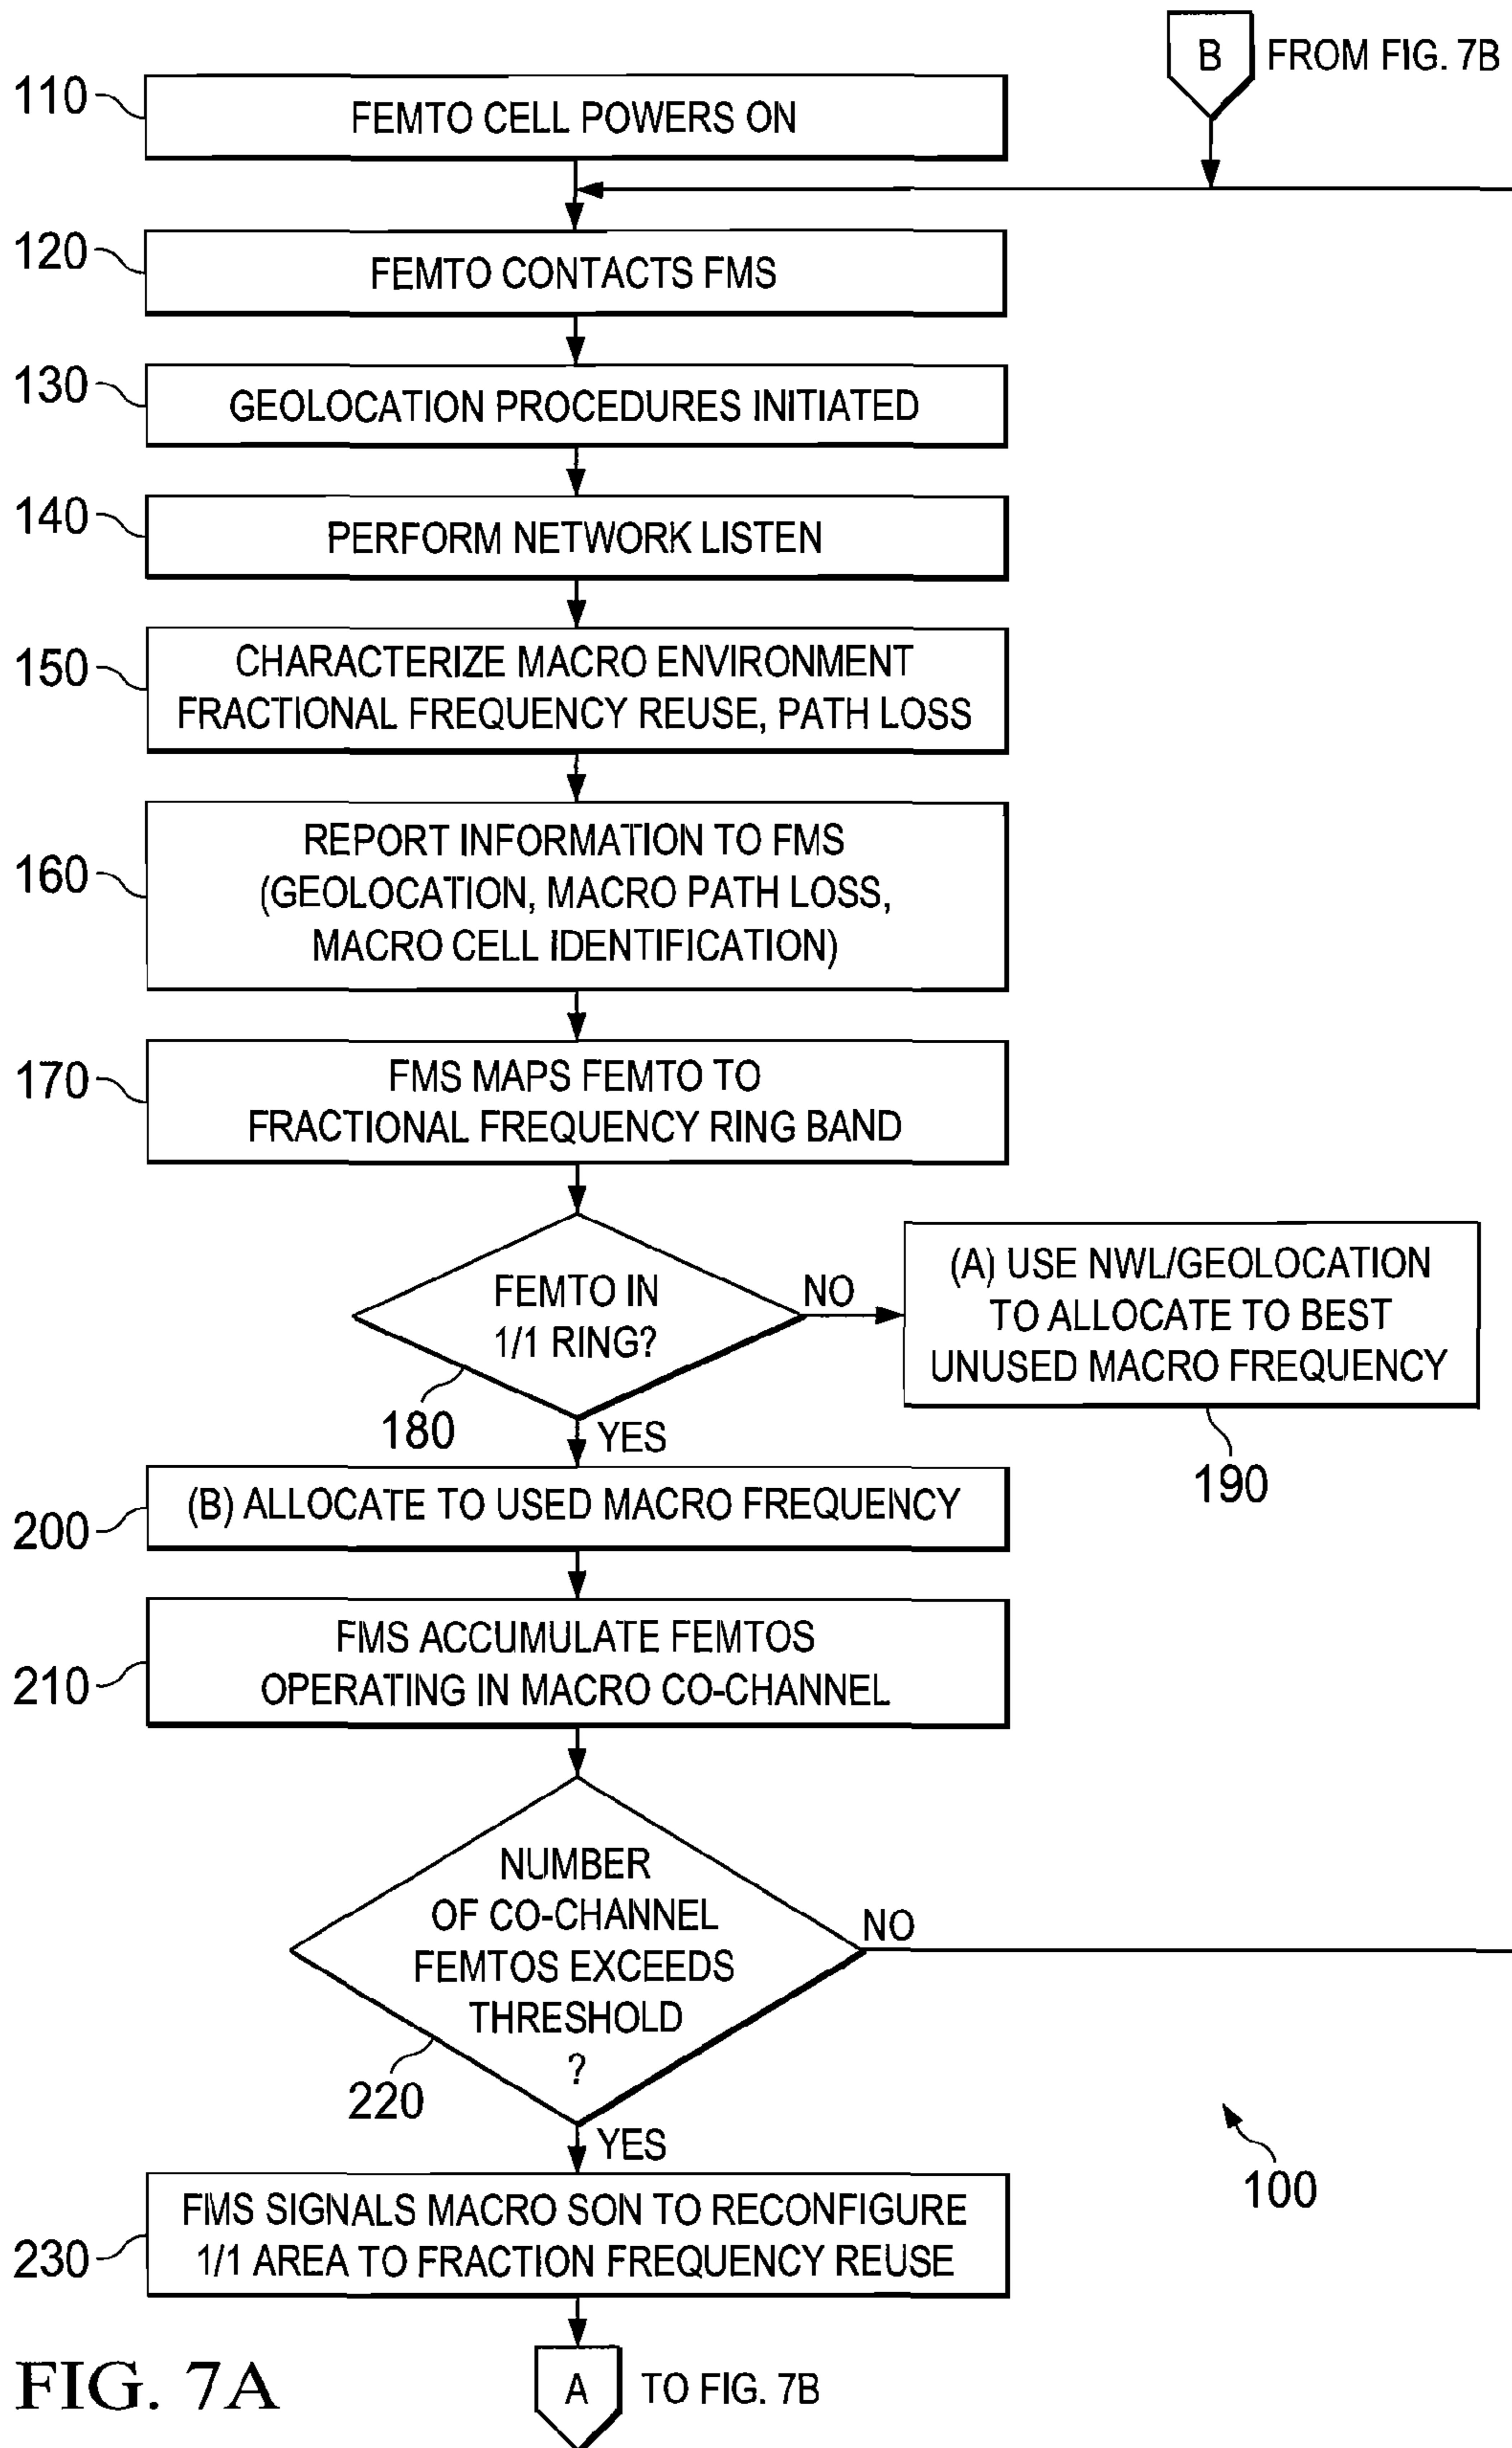 B FROM FIG. 7B
110
FEMTO CELL POWERS ON
120
FEMTO CONTACTS FMS
130
GEOLOCATION PROCEDURES INITIATED
140
PERFORM NETWORK LISTEN
150
CHARACTERIZE MACRO ENVIRONMENT
FRACTIONAL FREQUENCY REUSE, PATH LOSS
160
REPORT INFORMATION TO FMS
(GEOLOCATION, MACRO PATH LOSS,
MACRO CELL IDENTIFICATION)
170
FMS MAPS FEMTO TO
FRACTIONAL FREQUENCY RING BAND
FEMTO IN
1/1 RING?
180
NO
(A) USE NWL/GEOLOCATION
TO ALLOCATE TO BEST
UNUSED MACRO FREQUENCY
190
YES
200
(B) ALLOCATE TO USED MACRO FREQUENCY
210
FMS ACCUMULATE FEMTOS
OPERATING IN MACRO CO-CHANNEL
NUMBER
OF CO-CHANNEL
FEMTOS EXCEEDS
THRESHOLD
?
220
NO
YES
100
230
FMS SIGNALS MACRO SON TO RECONFIGURE
1/1 AREA TO FRACTION FREQUENCY REUSE
A TO FIG. 7B
FIG. 7A